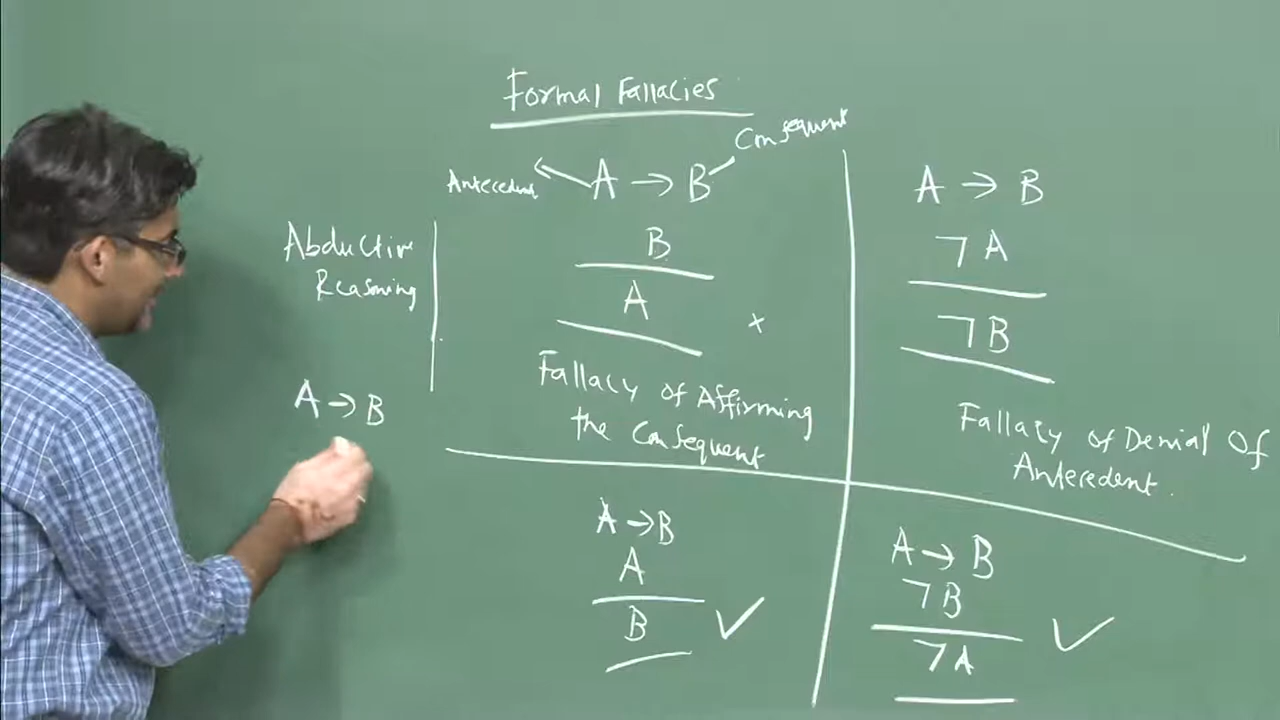 Formal Fallacies
Consequent
Antecedent
A → B
B
A
×
Fallacy of Affirming
the Consequent
A → B
¬A
¬B
Fallacy of Denial Of
Antecedent.
Abductive
Reasoning
A → B
A → B
A
B ✓
A → B
¬B
¬A ✓